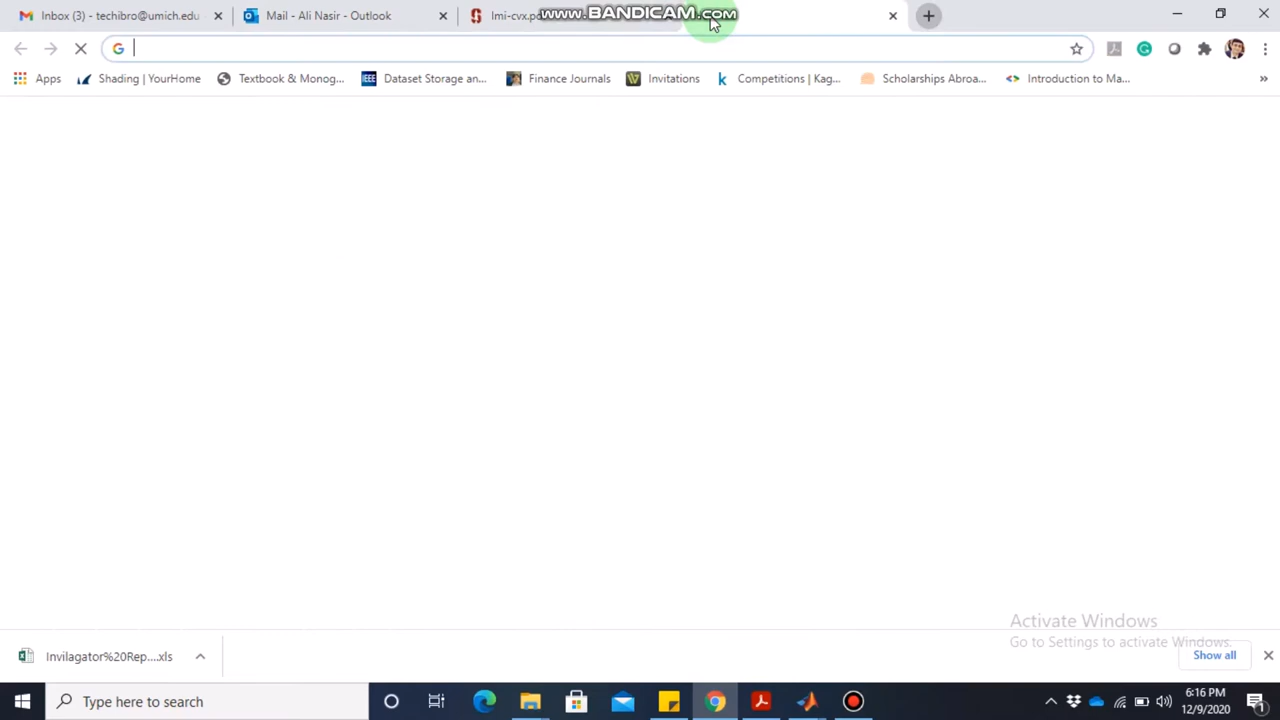 Inbox (3) - techibro@umich.edu
Mail - Ali Nasir - Outlook
lmi-cvx.p
www.BANDICAM.com
Apps
Shading | YourHome
Textbook & Monog...
Dataset Storage an...
Finance Journals
Invitations
Competitions | Kag...
Scholarships Abroa...
Introduction to Ma...
»
Activate Windows
Go to Settings to activate Windows.
Invilagator%20Rep....xls
Show all
Type here to search
6:16 PM
12/9/2020
1